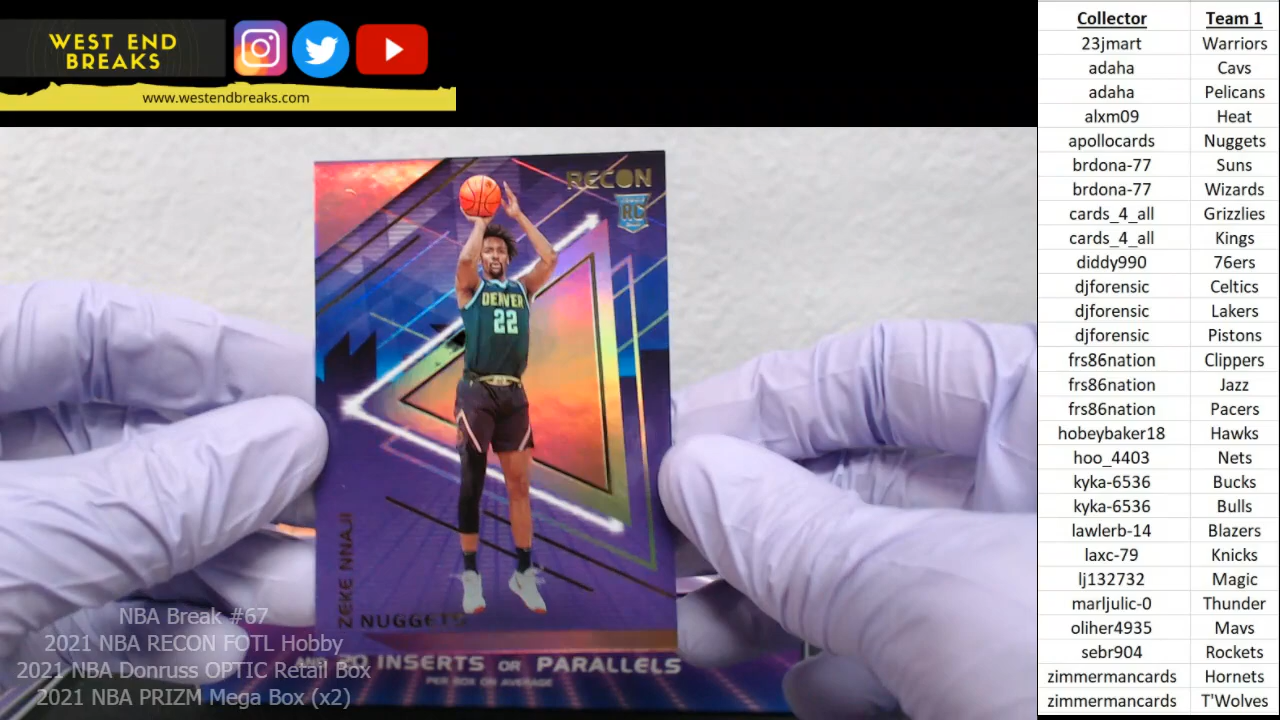 WEST END
BREAKS
www.westendbreaks.com
RECON
RC
DENVER
22
ZEKE NNAJI
NUGGETS
INSERTS OR PARALLELS
PER BOX ON AVERAGE
NBA Break #67
2021 NBA RECON FOTL Hobby
2021 NBA Donruss OPTIC Retail Box
2021 NBA PRIZM Mega Box (x2)
Collector Team 1
23jmart Warriors
adaha Cavs
adaha Pelicans
alxm09 Heat
apollocards Nuggets
brdona-77 Suns
brdona-77 Wizards
cards_4_all Grizzlies
cards_4_all Kings
diddy990 76ers
djforensic Celtics
djforensic Lakers
djforensic Pistons
frs86nation Clippers
frs86nation Jazz
frs86nation Pacers
hobeybaker18 Hawks
hoo_4403 Nets
kyka-6536 Bucks
kyka-6536 Bulls
lawlerb-14 Blazers
laxc-79 Knicks
lj132732 Magic
marljulic-0 Thunder
oliher4935 Mavs
sebr904 Rockets
zimmermancards Hornets
zimmermancards T'Wolves